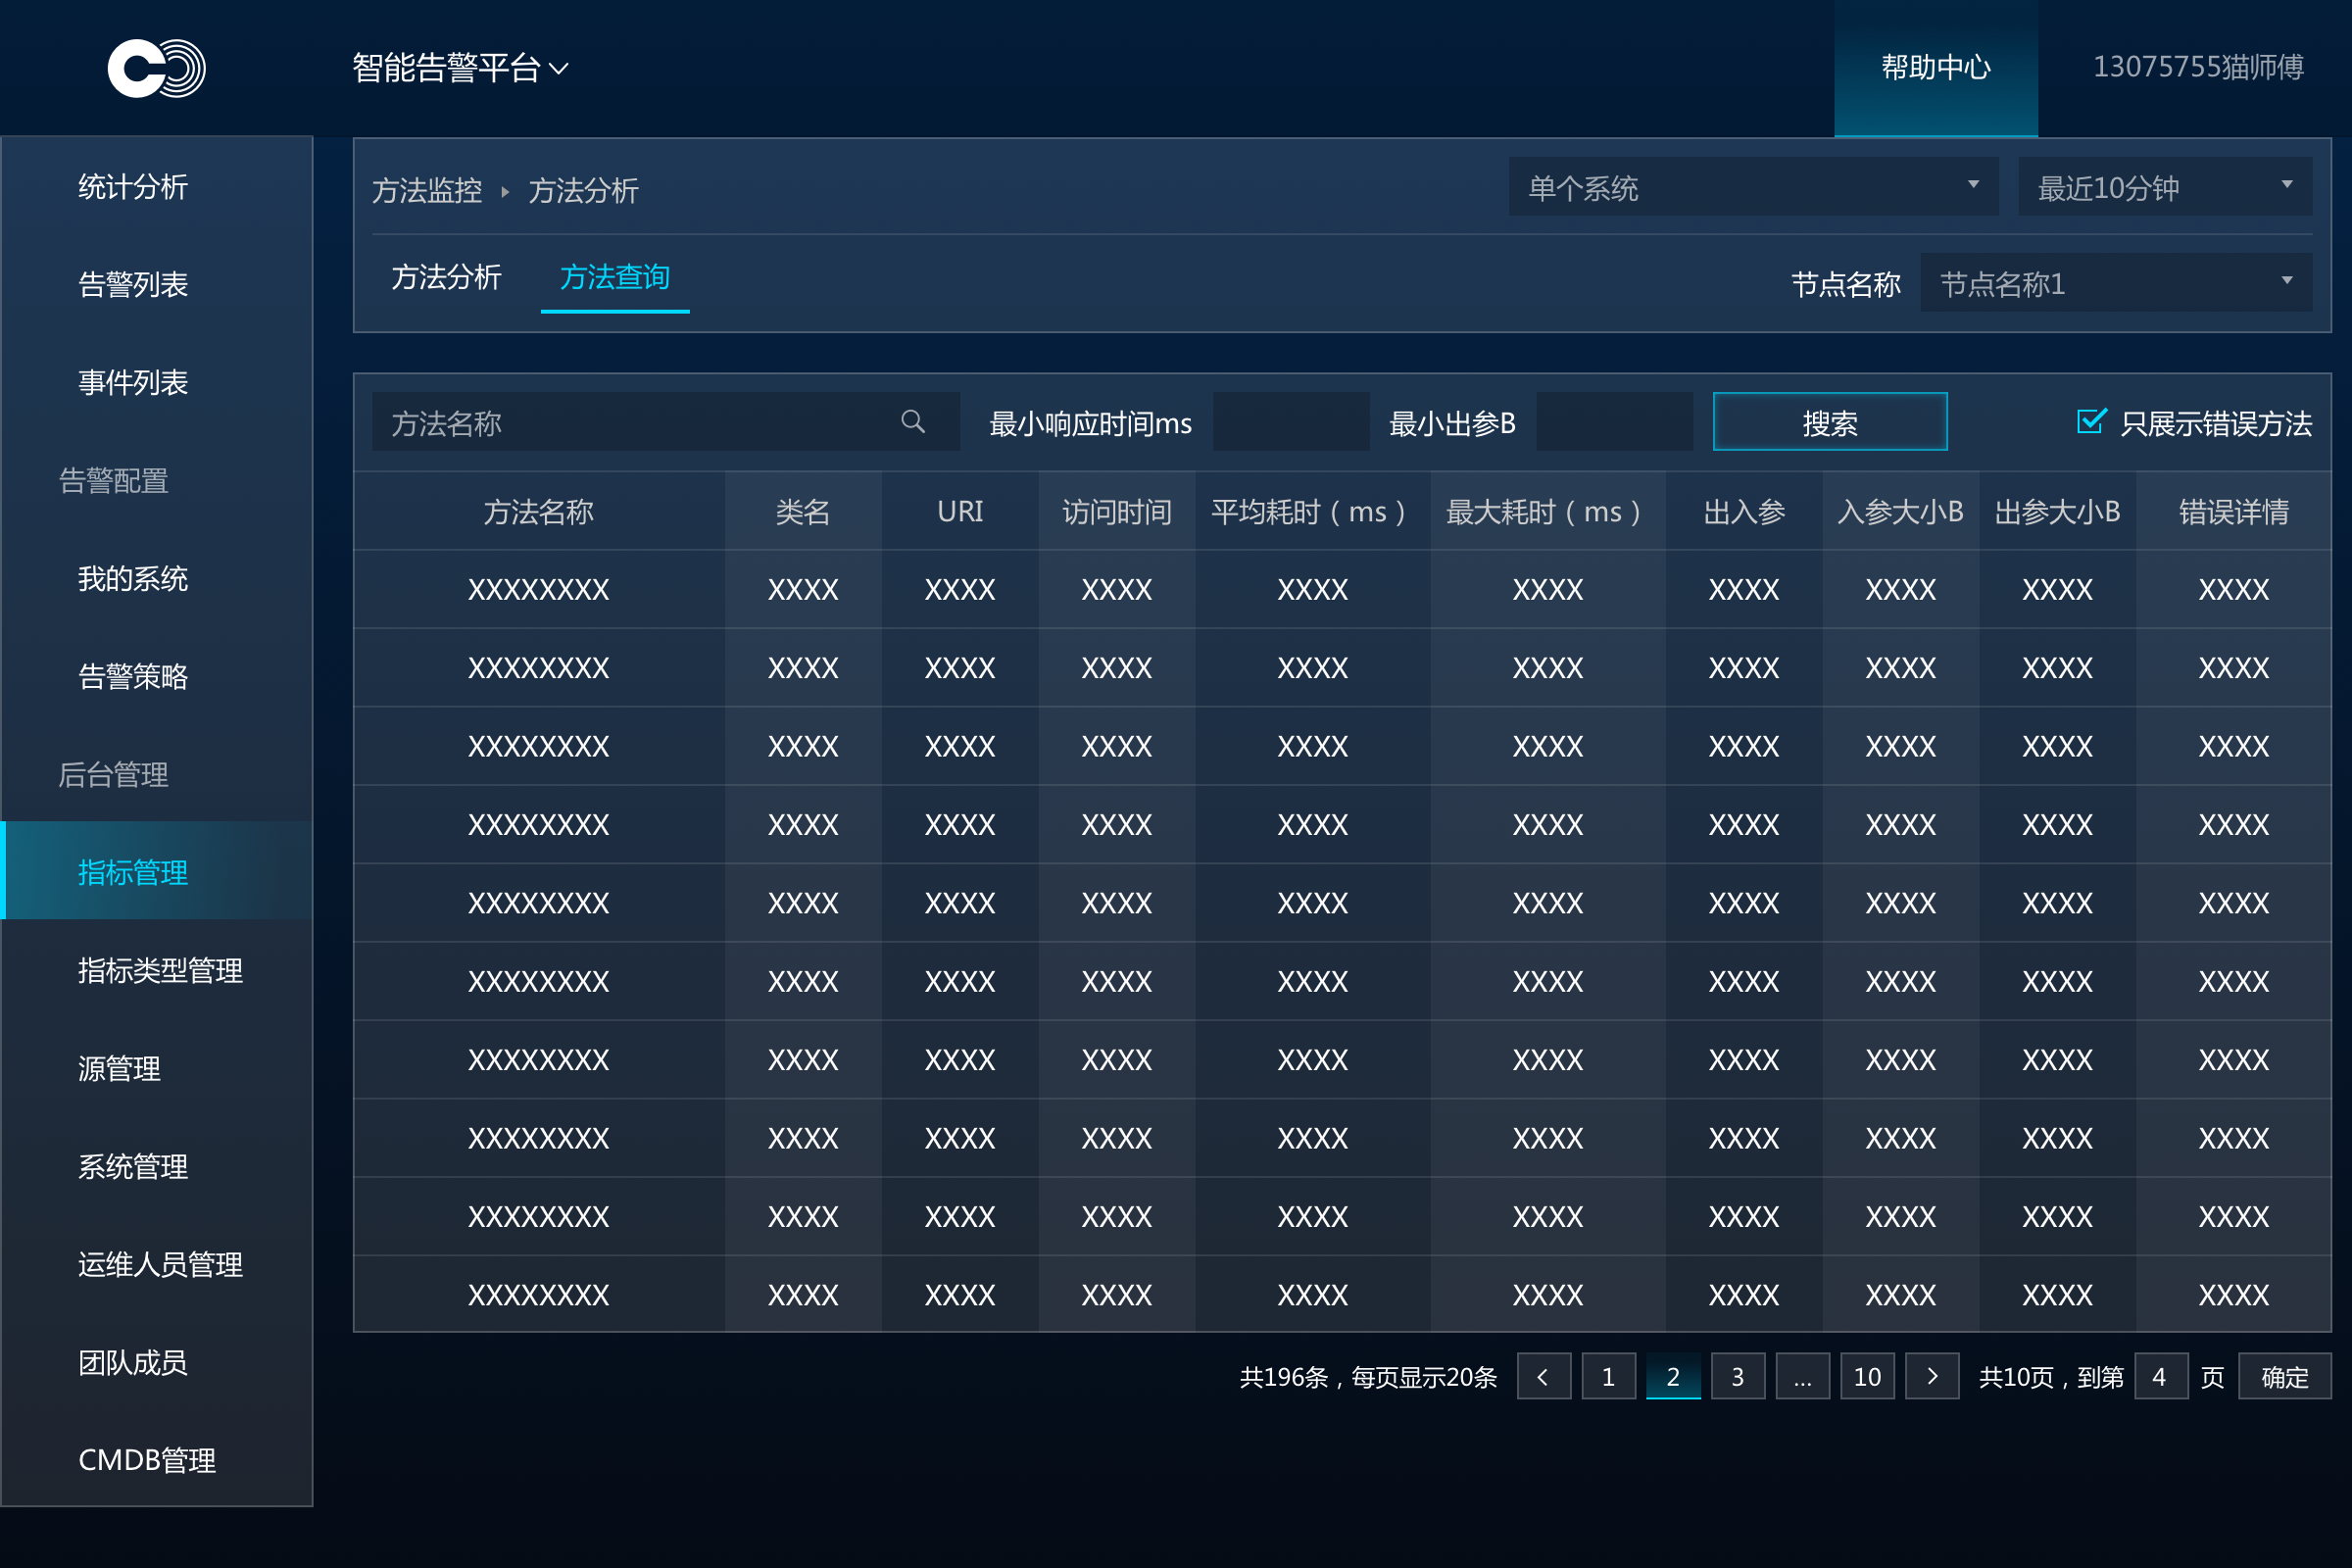 智能告警平台
帮助中心
13075755猫师傅
统计分析
告警列表
事件列表
告警配置
我的系统
告警策略
后台管理
指标管理
指标类型管理
源管理
系统管理
运维人员管理
团队成员
CMDB管理
方法监控 方法分析
单个系统
最近10分钟
方法分析 方法查询
节点名称 节点名称1
方法名称 最小响应时间ms 最小出参B 搜索 只展示错误方法
方法名称 类名 URI 访问时间 平均耗时（ms） 最大耗时（ms） 出入参 入参大小B 出参大小B 错误详情
XXXXXXXX XXXX XXXX XXXX XXXX XXXX XXXX XXXX XXXX XXXX
XXXXXXXX XXXX XXXX XXXX XXXX XXXX XXXX XXXX XXXX XXXX
XXXXXXXX XXXX XXXX XXXX XXXX XXXX XXXX XXXX XXXX XXXX
XXXXXXXX XXXX XXXX XXXX XXXX XXXX XXXX XXXX XXXX XXXX
XXXXXXXX XXXX XXXX XXXX XXXX XXXX XXXX XXXX XXXX XXXX
XXXXXXXX XXXX XXXX XXXX XXXX XXXX XXXX XXXX XXXX XXXX
XXXXXXXX XXXX XXXX XXXX XXXX XXXX XXXX XXXX XXXX XXXX
XXXXXXXX XXXX XXXX XXXX XXXX XXXX XXXX XXXX XXXX XXXX
XXXXXXXX XXXX XXXX XXXX XXXX XXXX XXXX XXXX XXXX XXXX
XXXXXXXX XXXX XXXX XXXX XXXX XXXX XXXX XXXX XXXX XXXX
共196条，每页显示20条 < 1 2 3 ... 10 > 共10页，到第 4 页 确定